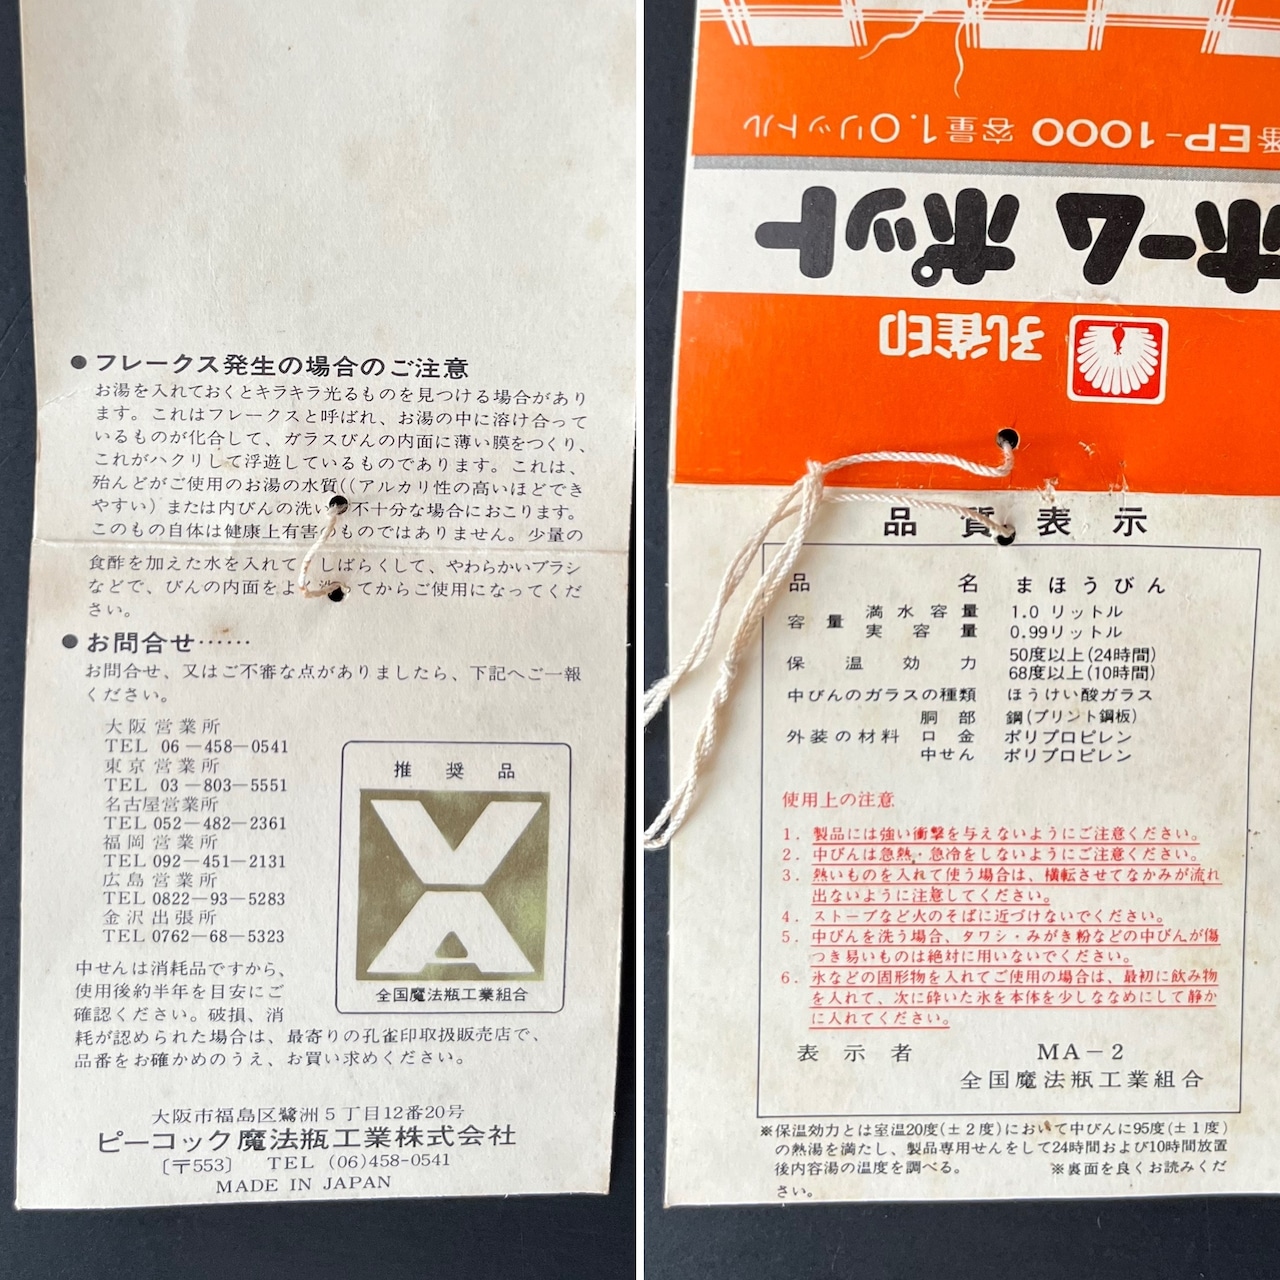 ●フレークス発生の場合のご注意
お湯を入れておくとキラキラ光るものを見つける場合があり
ます。これはフレークスと呼ばれ、お湯の中に溶け合って
いるものが化合して、ガラスびんの内面に薄い膜をつくり、
これがハクリして浮遊しているものであります。これは、
殆んどがご使用のお湯の水質((アルカリ性の高いほどでき
やすい)または内びんの洗い不十分な場合におこります。
このもの自体は健康上有害のものではありません。少量の
食酢を加えた水を入れてしばらくして、やわらかいブラシ
などで、びんの内面をよく洗ってからご使用になってくだ
さい。
●お問合せ……
お問合せ、又はご不審な点がありましたら、下記へご一報
ください。
大阪営業所
TEL 06-458-0541
東京営業所
TEL 03-803-5551
名古屋営業所
TEL 052-482-2361
福岡営業所
TEL 092-451-2131
広島営業所
TEL 0822-93-5283
金沢出張所
TEL 0762-68-5323
推奨品
VA
全国魔法瓶工業組合
中せんは消耗品ですから、
使用後約半年を目安にご
確認ください。破損、消
耗が認められた場合は、最寄りの孔雀印取扱販売店で、
品番をお確かめのうえ、お買い求めください。
大阪市福島区鷺洲5丁目12番20号
ピーコック魔法瓶工業株式会社
〔〒553〕 TEL (06)458-0541
MADE IN JAPAN
番EP-1000 容量1.0リットル
ホームポット
孔雀印
品質表示
品名 まほうびん
容量 満水容量 1.0 リットル
実容量 0.99リットル
保温効力 50度以上(24時間)
68度以上(10時間)
中びんのガラスの種類 ほうけい酸ガラス
外装の材料 胴部 鋼(プリント鋼板)
口金 ポリプロピレン
中せん ポリプロピレン
使用上の注意
1. 製品には強い衝撃を与えないようにご注意ください。
2. 中びんは急熱・急冷をしないようにご注意ください。
3. 熱いものを入れて使う場合は、横転させてなかみが流れ
出ないように注意してください。
4. ストーブなど火のそばに近づけないでください。
5. 中びんを洗う場合、タワシ・みがき粉などの中びんが傷
つき易いものは絶対に用いないでください。
6. 氷などの固形物を入れてご使用の場合は、最初に飲み物
を入れて、次に砕いた氷を本体を少しななめにして静か
に入れてください。
表示者 MA-2
全国魔法瓶工業組合
※保温効力とは室温20度(±2度)において中びんに95度(±1度)
の熱湯を満たし、製品専用せんをして24時間および10時間放置
後内容湯の温度を調べる。 ※裏面を良くお読みくだ
さい。